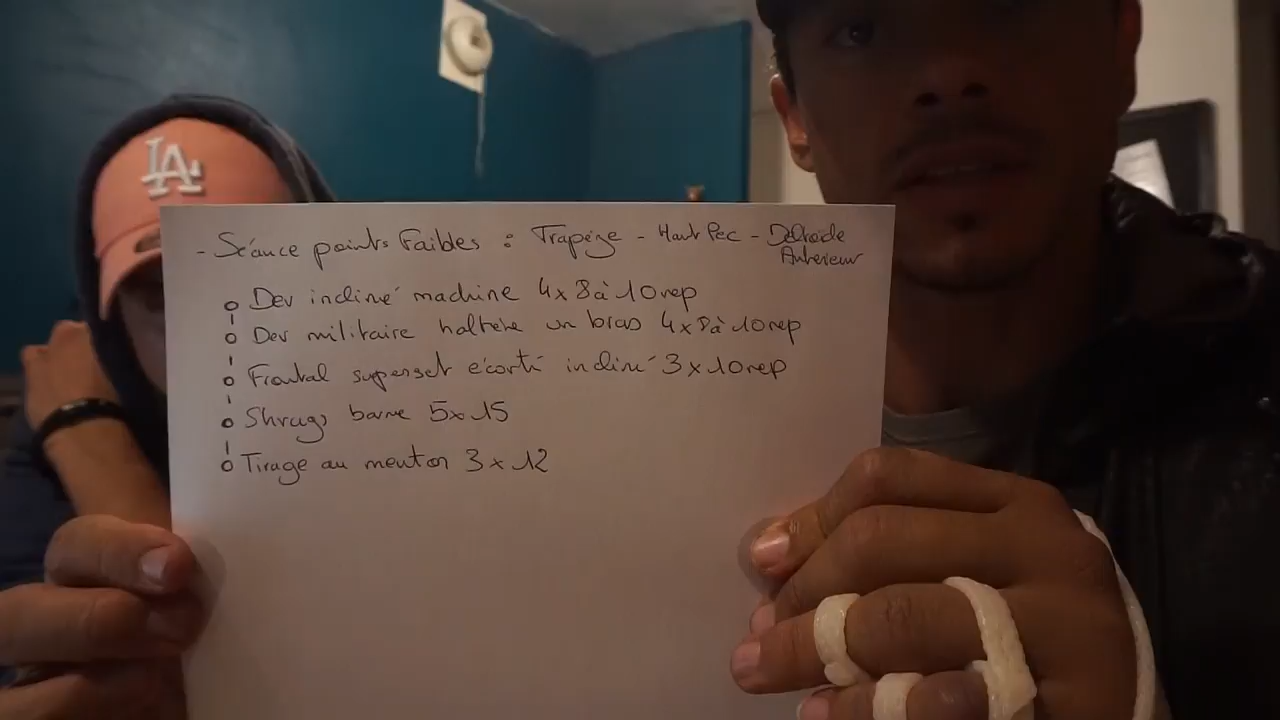 LA
- Séance points Faibles : Trapèze - Haut Pec - Deltoïde
Anterieur
Dev incliné machine 4x8 à 10rep
Dev militaire haltère un bras 4x8 à 10rep
Frontal superset écarté incliné 3x10rep
Shrugs barre 5x15
Tirage au menton 3x12